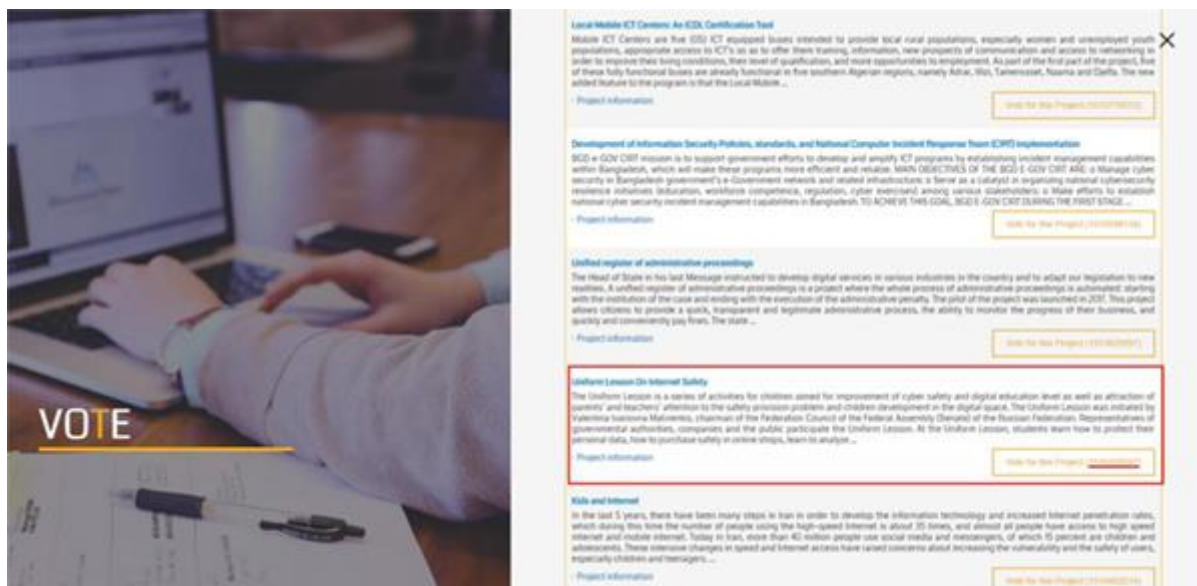 VOTE
Local-Mobile ICT Centers: An ICDL Certification Tool
Mobile ICT Centers are five (05) ICT equipped buses intended to provide local rural populations, especially women and unemployed youth
populations, appropriate access to ICT's so as to offer them training, information, new prospects of communication and access to networking in
order to improve their living conditions, their level of qualification, and more opportunities to employment. As part of the first part of the project, five
of these fully functional buses are already functional in five southern Algerian regions, namely Adrar, Illizi, Tamenrasset, Naama and Djelfa. The new
added feature to the program is that the Local-Mobile ...
Project information
Vote for this Project
Development of Information Security Policies, standards, and National Computer Incident Response Team (CIRT) implementation
BGD e-GOV CIRT mission is to support government efforts to develop and amplify ICT programs by establishing incident management capabilities
within Bangladesh, which will make these programs more efficient and reliable. MAIN OBJECTIVES OF THE BGD E-GOV CIRT ARE: o Manage cyber
security in Bangladesh government's e-Government network and related infrastructure; o Serve as a catalyst in organizing national cybersecurity
resilience initiatives (education, workforce competence, regulation, cyber exercises) among various stakeholders; o Make efforts to establish
national cyber security incident management capabilities in Bangladesh. TO ACHIEVE THIS GOAL, BGD E-GOV CIRT DURING THE FIRST STAGE ...
Project information
Vote for this Project
Unified register of administrative proceedings
The Head of State in his last Message instructed to develop digital services in various industries in the country and to adapt our legislation to new
realities. A unified register of administrative proceedings is a project where the whole process of administrative proceedings is automated: starting
with the institution of the case and ending with the execution of the administrative penalty. The pilot of the project was launched in 2017. This project
allows citizens to provide a quick, transparent and legitimate administrative process, the ability to monitor the progress of their business, and
quickly and conveniently pay fines. The state ...
Project information
Vote for this Project
Uniform Lesson On Internet Safety
The Uniform Lesson is a series of activities for children aimed for improvement of cyber safety and digital education level as well as attraction of
parents' and teachers' attention to the safety provision problem and children development in the digital space. The Uniform Lesson was initiated by
Valentina Ivanovna Matvienko, chairman of the Federation Council of the Federal Assembly (Senate) of the Russian Federation. Representatives of
governmental authorities, companies and the public participate the Uniform Lesson. At the Uniform Lesson, students learn how to protect their
personal data, how to purchase safely in online shops, learn to analyze ...
Project information
Vote for this Project
Kids and Internet
In the last 5 years, there have been many steps in Iran in order to develop the information technology and increased Internet penetration rates,
which during this time the number of people using the high-speed Internet is about 35 times, and almost all people have access to high speed
internet and mobile internet. Today in Iran, more than 40 million people use social media and messengers, of which 15 percent are children and
adolescents. These intensive changes in speed and Internet access have raised concerns about increasing the vulnerability and the safety of users,
especially children and teenagers. ...
Project information
Vote for this Project